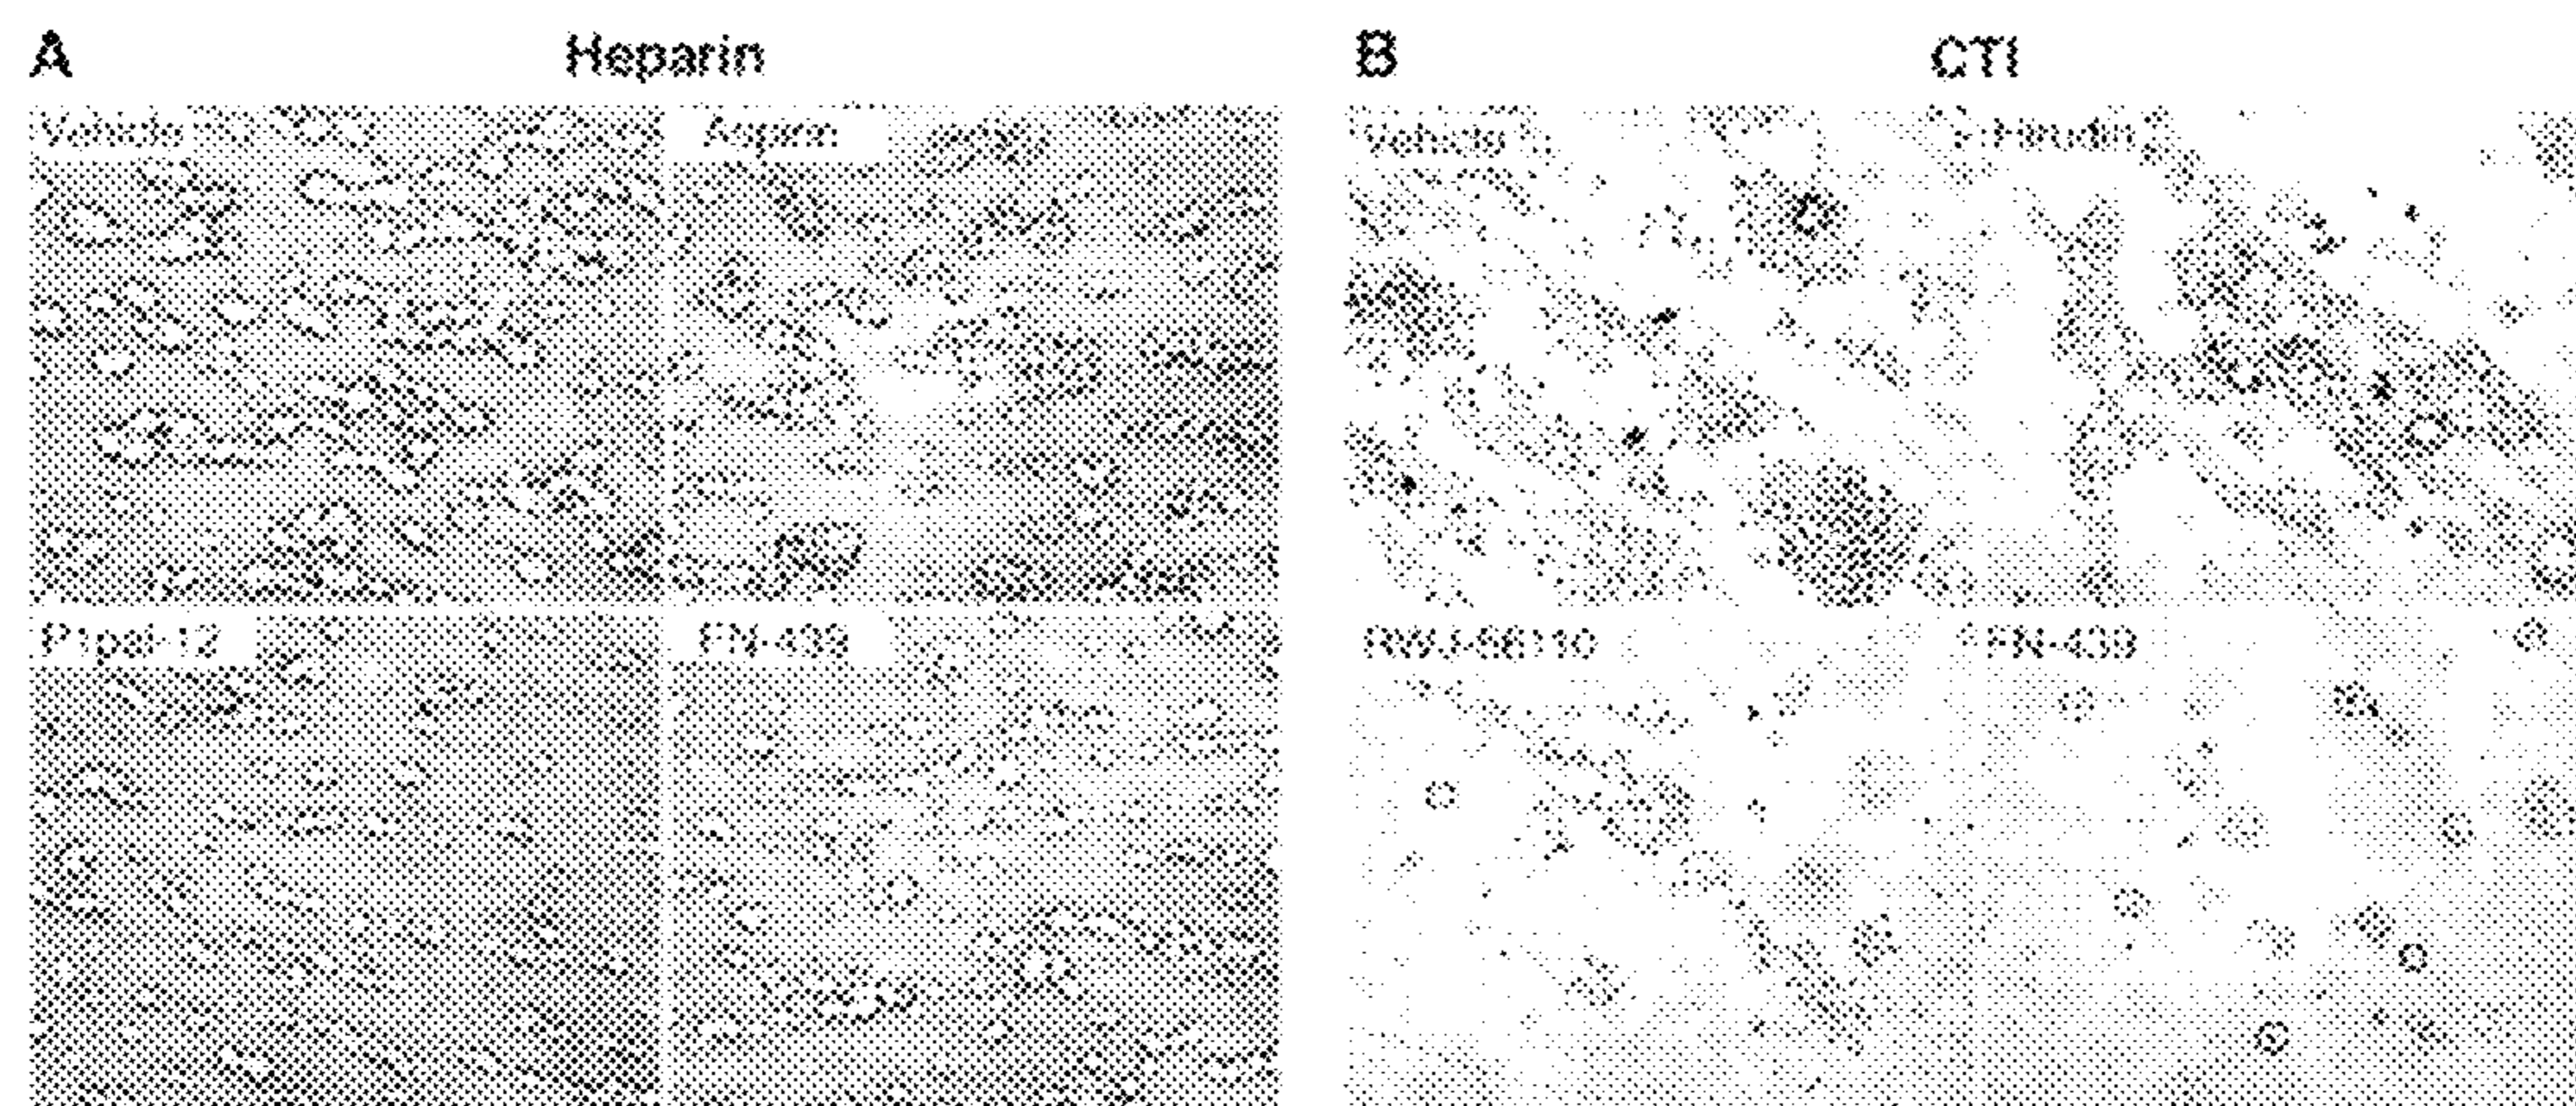 A Heparin B CTI
Vehicle Aspirin Vehicle Hirudin
P1pal-12 FN-439 RWJ-56110 FN-439